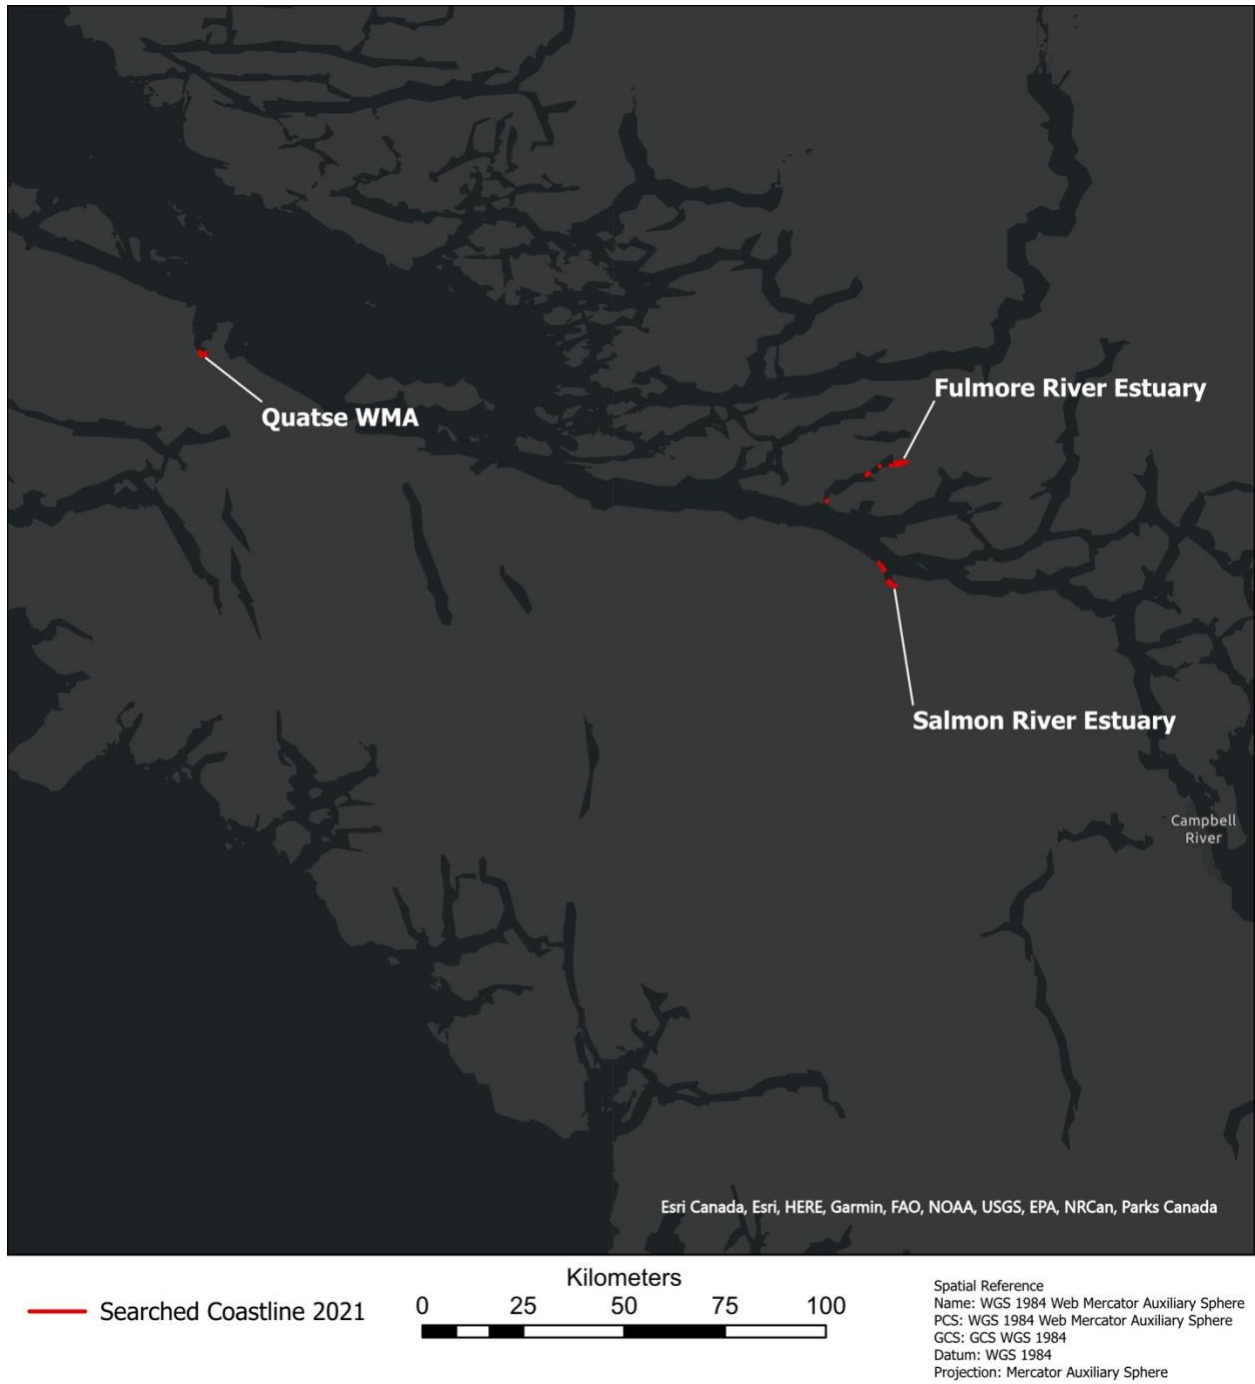 Fulmore River Estuary
Quatse WMA
Salmon River Estuary
Campbell
River
Esri Canada, Esri, HERE, Garmin, FAO, NOAA, USGS, EPA, NRCan, Parks Canada
Searched Coastline 2021
Kilometers
0 25 50 75 100
Spatial Reference
Name: WGS 1984 Web Mercator Auxiliary Sphere
PCS: WGS 1984 Web Mercator Auxiliary Sphere
GCS: GCS WGS 1984
Datum: WGS 1984
Projection: Mercator Auxiliary Sphere